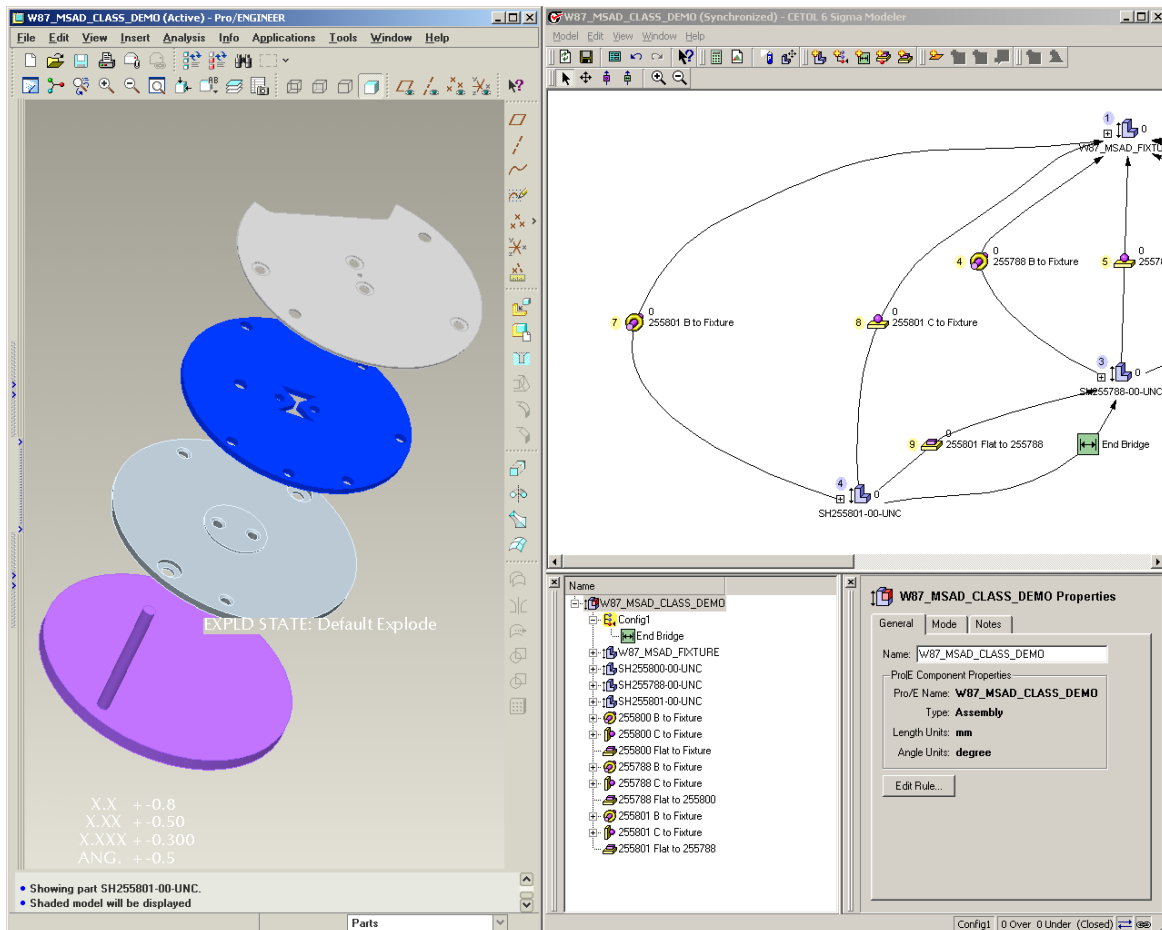 W87_MSAD_CLASS_DEMO (Active) - Pro/ENGINEER
File Edit View Insert Analysis Info Applications Tools Window Help
EXPLD STATE: Default Explode
X.X +-0.8
X.XX +-0.50
X.XXX +-0.300
ANG. +-0.5
• Showing part SH255801-00-UNC.
• Shaded model will be displayed
Parts
W87_MSAD_CLASS_DEMO (Synchronized) - CETOL 6 Sigma Modeler
Model Edit View Window Help
1
0
W87_MSAD_FIXTU
0
4 255788 B to Fixture
0
5 25578
0
7 255801 B to Fixture
0
8 255801 C to Fixture
3
0
SH255788-00-UNC
0
9 255801 Flat to 255788
End Bridge
4
0
SH255801-00-UNC
Name
W87_MSAD_CLASS_DEMO
Config1
End Bridge
W87_MSAD_FIXTURE
SH255800-00-UNC
SH255788-00-UNC
SH255801-00-UNC
255800 B to Fixture
255800 C to Fixture
255800 Flat to Fixture
255788 B to Fixture
255788 C to Fixture
255788 Flat to 255800
255801 B to Fixture
255801 C to Fixture
255801 Flat to 255788
W87_MSAD_CLASS_DEMO Properties
General Mode Notes
Name: W87_MSAD_CLASS_DEMO
Pro/E Component Properties
Pro/E Name: W87_MSAD_CLASS_DEMO
Type: Assembly
Length Units: mm
Angle Units: degree
Edit Rule...
Config1 0 Over 0 Under (Closed)